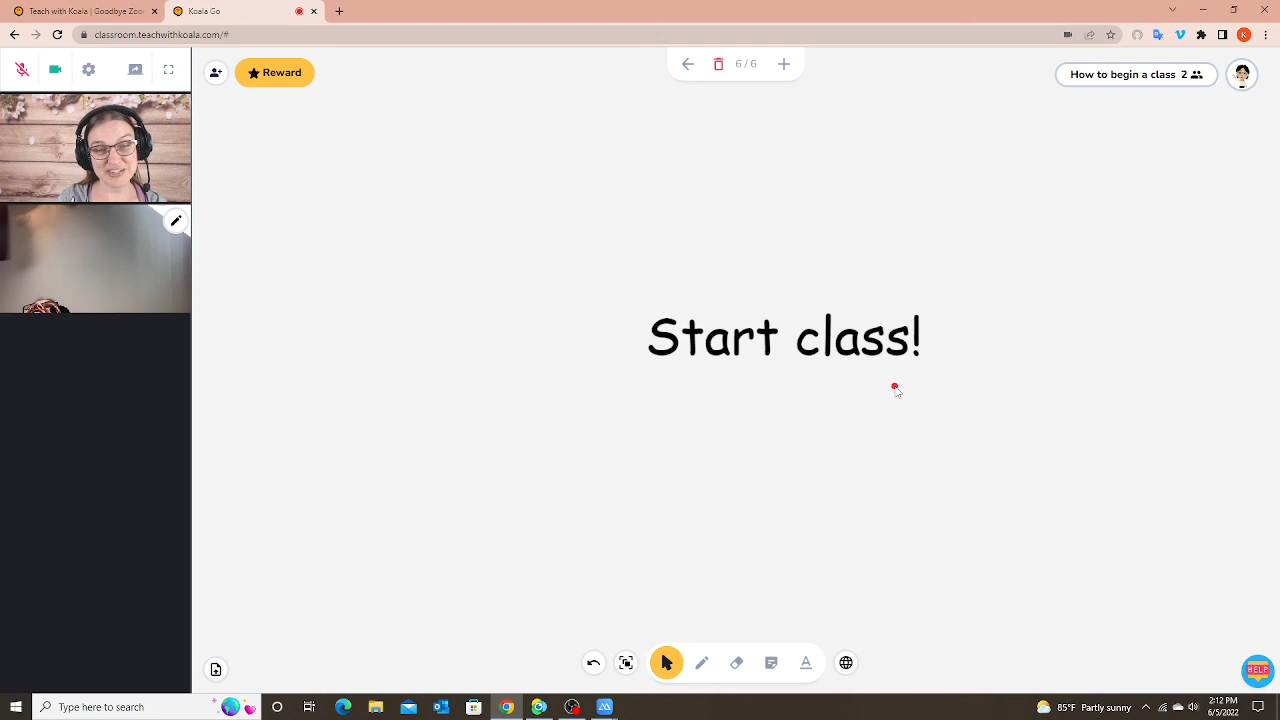 Teach with Koala | Goodbye Zoo
Koala Go
classroom.teachwithkoala.com/#
K
Reward
6 / 6
How to begin a class 2
Start class!
A
HELP
Type here to search
85°F Partly sunny
2:12 PM
6/5/2022